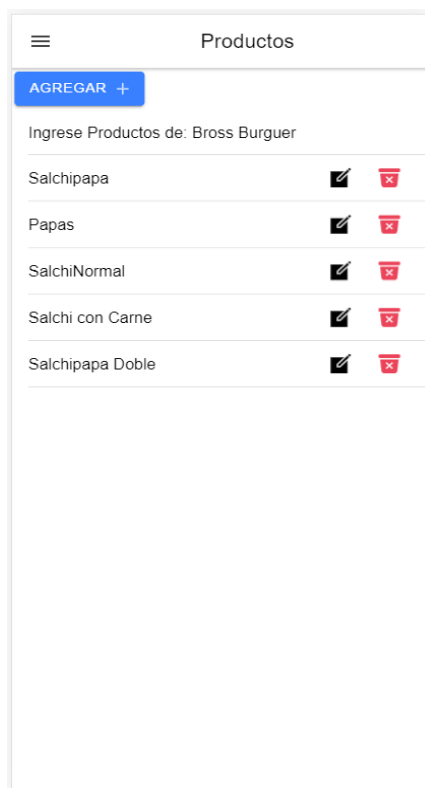 Productos
AGREGAR +
Ingrese Productos de: Bross Burguer
Salchipapa
Papas
SalchiNormal
Salchi con Carne
Salchipapa Doble